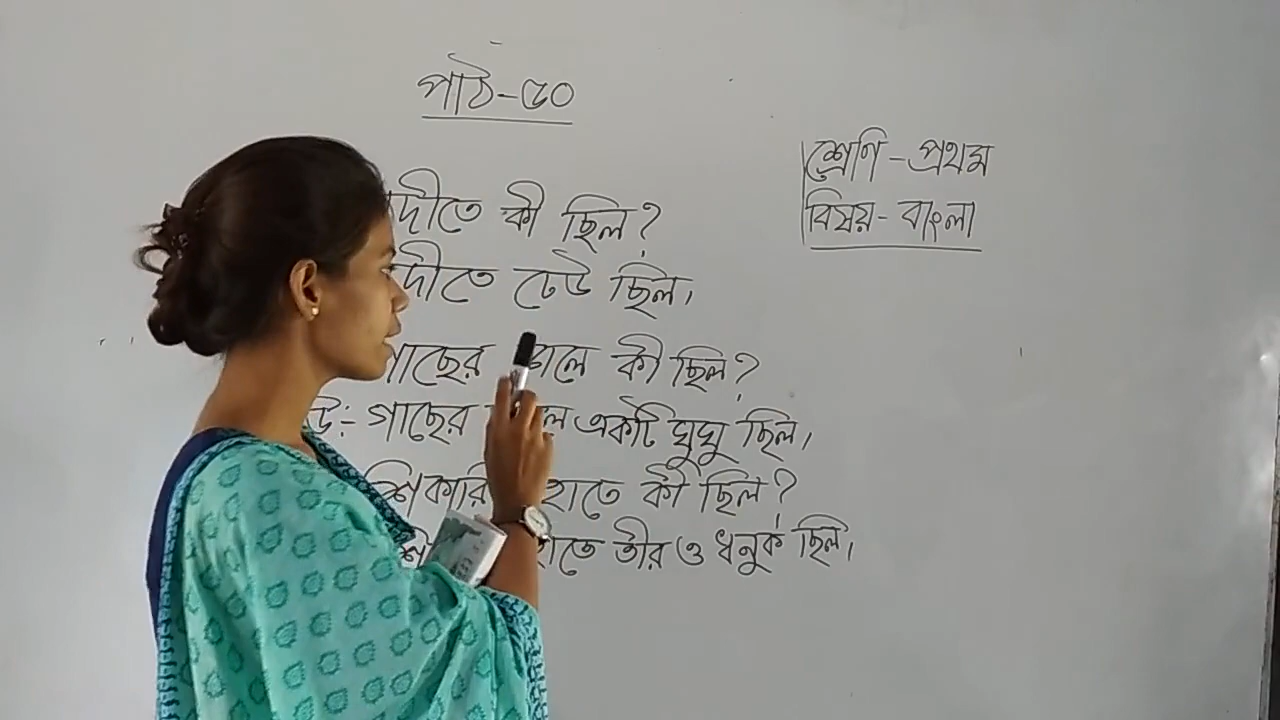 পাঠ-৫০
শ্রেণি - প্রথম
বিষয় - বাংলা
দীতে কী ছিল?
দীতে ঢেউ ছিল।
গাছের ডালে কী ছিল?
উ:- গাছের একটি ঘুঘু ছিল।
শিকারি হাতে কী ছিল?
হাতে তীর ও ধনুক ছিল।